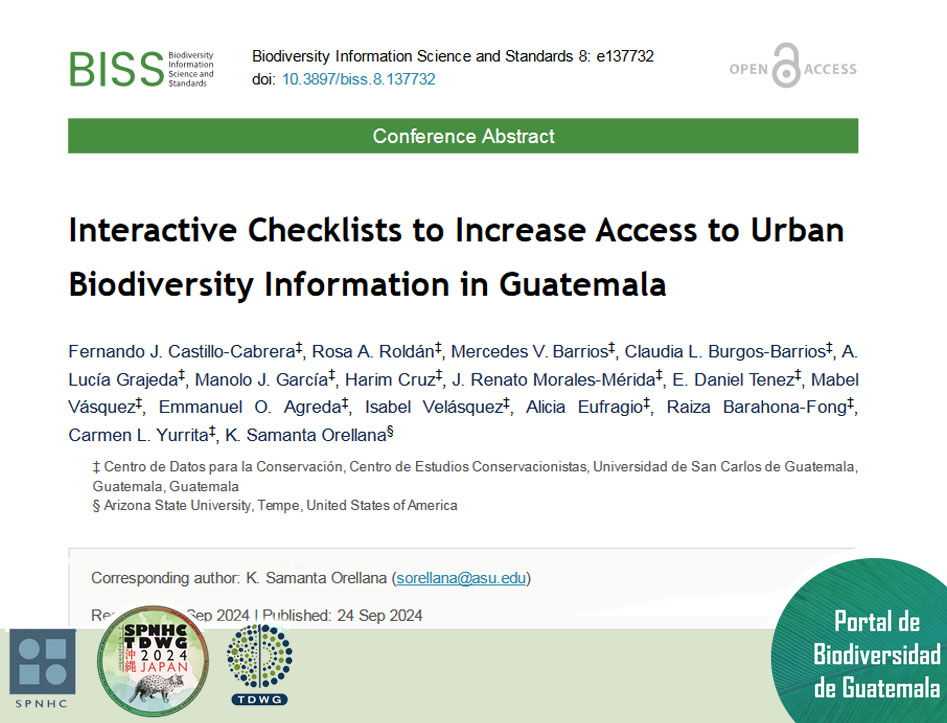 BISS Biodiversity
Information
Science and
Standards
Biodiversity Information Science and Standards 8: e137732
doi: 10.3897/biss.8.137732
OPEN ACCESS
Conference Abstract
Interactive Checklists to Increase Access to Urban
Biodiversity Information in Guatemala
Fernando J. Castillo-Cabrera‡, Rosa A. Roldán‡, Mercedes V. Barrios‡, Claudia L. Burgos-Barrios‡, A.
Lucía Grajeda‡, Manolo J. García‡, Harim Cruz‡, J. Renato Morales-Mérida‡, E. Daniel Tenez‡, Mabel
Vásquez‡, Emmanuel O. Agreda‡, Isabel Velásquez‡, Alicia Eufragio‡, Raiza Barahona-Fong‡,
Carmen L. Yurrita‡, K. Samanta Orellana§
‡ Centro de Datos para la Conservación, Centro de Estudios Conservacionistas, Universidad de San Carlos de Guatemala,
Guatemala, Guatemala
§ Arizona State University, Tempe, United States of America
Corresponding author: K. Samanta Orellana (sorellana@asu.edu)
Sep 2024 | Published: 24 Sep 2024
SPNHC
SPNHC
TDWG
2024
沖縄 JAPAN
TDWG
Portal de
Biodiversidad
de Guatemala